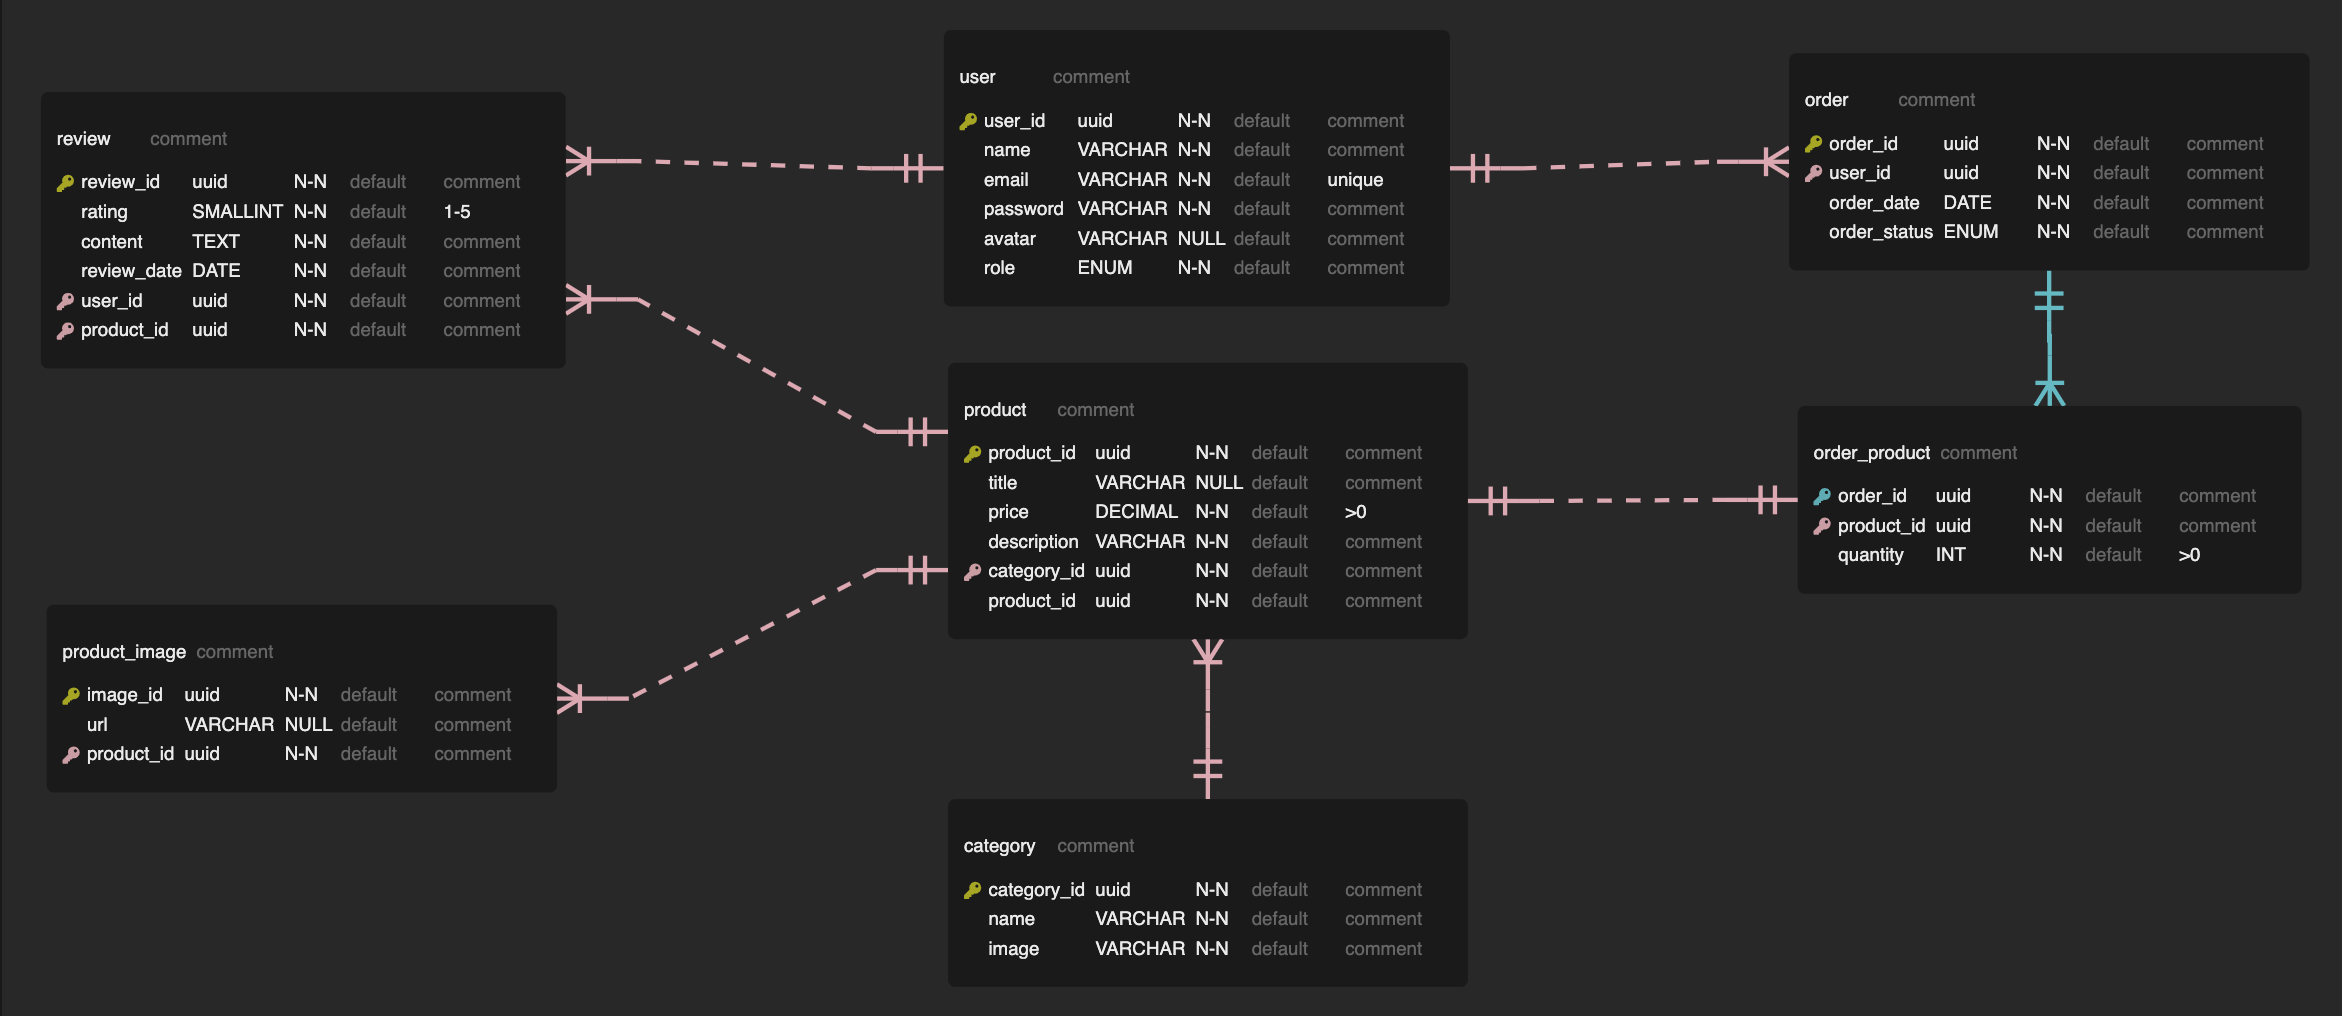 user comment
user_id uuid N-N default comment
name VARCHAR N-N default comment
email VARCHAR N-N default unique
password VARCHAR N-N default comment
avatar VARCHAR NULL default comment
role ENUM N-N default comment
order comment
order_id uuid N-N default comment
user_id uuid N-N default comment
order_date DATE N-N default comment
order_status ENUM N-N default comment
review comment
review_id uuid N-N default comment
rating SMALLINT N-N default 1-5
content TEXT N-N default comment
review_date DATE N-N default comment
user_id uuid N-N default comment
product_id uuid N-N default comment
product comment
product_id uuid N-N default comment
title VARCHAR NULL default comment
price DECIMAL N-N default >0
description VARCHAR N-N default comment
category_id uuid N-N default comment
product_id uuid N-N default comment
order_product comment
order_id uuid N-N default comment
product_id uuid N-N default comment
quantity INT N-N default >0
product_image comment
image_id uuid N-N default comment
url VARCHAR NULL default comment
product_id uuid N-N default comment
category comment
category_id uuid N-N default comment
name VARCHAR N-N default comment
image VARCHAR N-N default comment